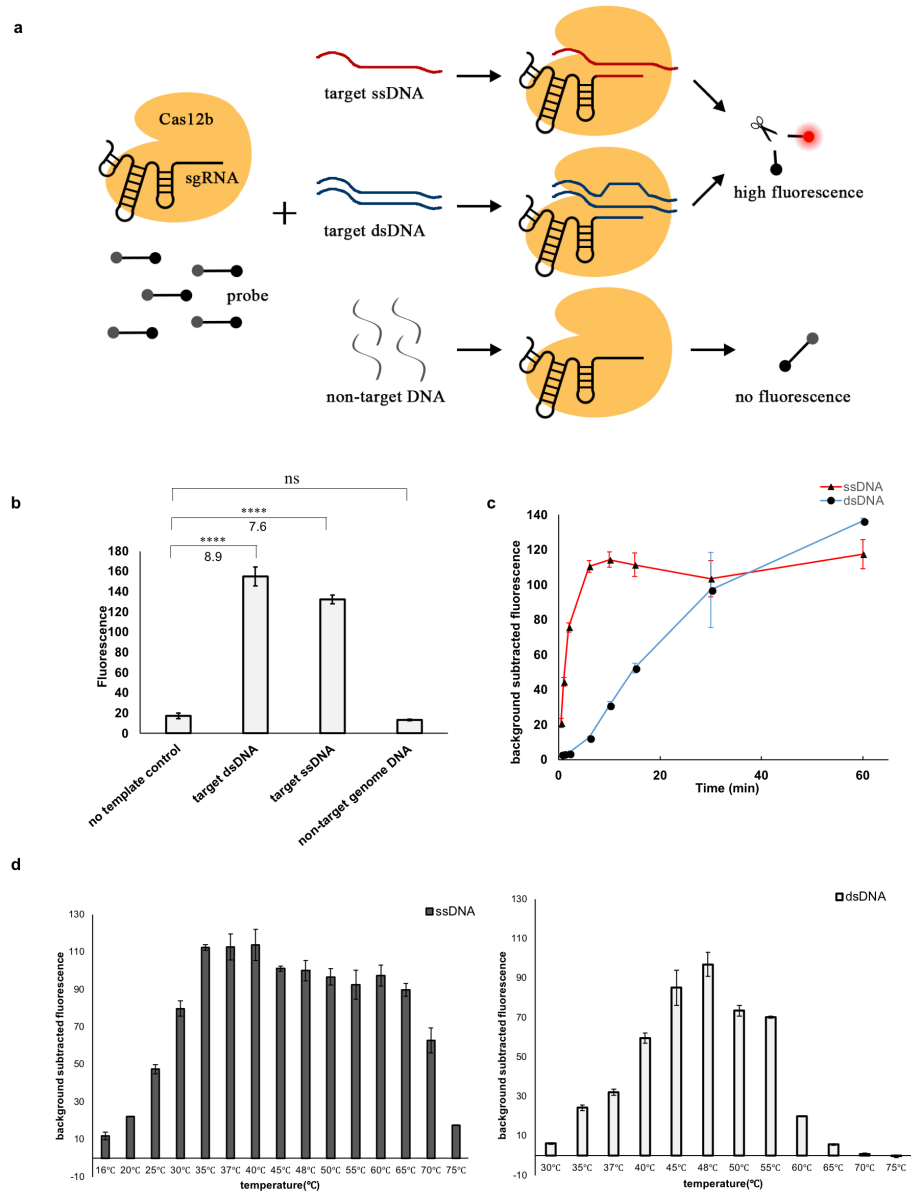 a
Cas12b
sgRNA
probe
target ssDNA
target dsDNA
non-target DNA
high fluorescence
no fluorescence
b
ns
****
7.6
****
8.9
Fluorescence
180
160
140
120
100
80
60
40
20
0
no template control
target dsDNA
target ssDNA
non-target genome DNA
c
ssDNA
dsDNA
background subtracted fluorescence
140
120
100
80
60
40
20
0
0 20 40 60
Time (min)
d
ssDNA
background subtracted fluorescence
130
110
90
70
50
30
10
-10
16℃ 20℃ 25℃ 30℃ 35℃ 37℃ 40℃ 45℃ 48℃ 50℃ 55℃ 60℃ 65℃ 70℃ 75℃
temperature(℃)
dsDNA
background subtracted fluorescence
130
110
90
70
50
30
10
-10
30℃ 35℃ 37℃ 40℃ 45℃ 48℃ 50℃ 55℃ 60℃ 65℃ 70℃ 75℃
temperature(℃)